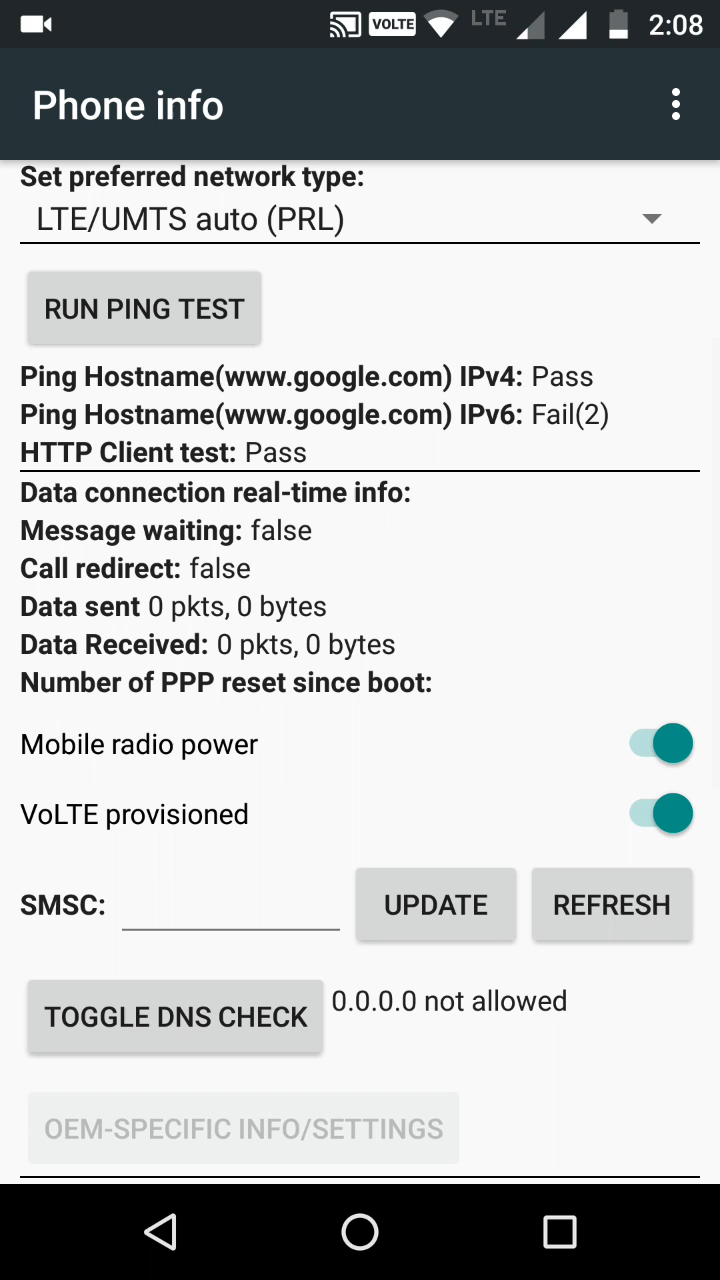 VOLTE LTE 2:08
Phone info
Set preferred network type:
LTE/UMTS auto (PRL)
RUN PING TEST
Ping Hostname(www.google.com) IPv4: Pass
Ping Hostname(www.google.com) IPv6: Fail(2)
HTTP Client test: Pass
Data connection real-time info:
Message waiting: false
Call redirect: false
Data sent 0 pkts, 0 bytes
Data Received: 0 pkts, 0 bytes
Number of PPP reset since boot:
Mobile radio power
VoLTE provisioned
SMSC: UPDATE REFRESH
TOGGLE DNS CHECK 0.0.0.0 not allowed
OEM-SPECIFIC INFO/SETTINGS